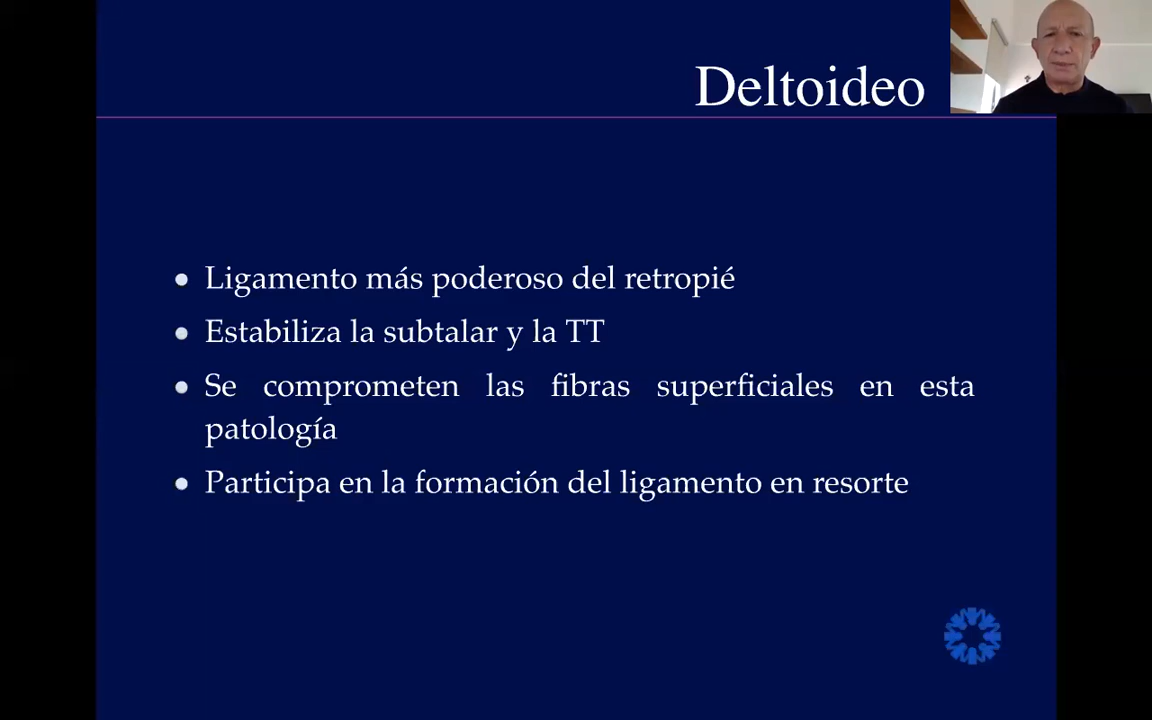 Deltoideo
• Ligamento más poderoso del retropié
• Estabiliza la subtalar y la TT
• Se comprometen las fibras superficiales en esta
patología
• Participa en la formación del ligamento en resorte